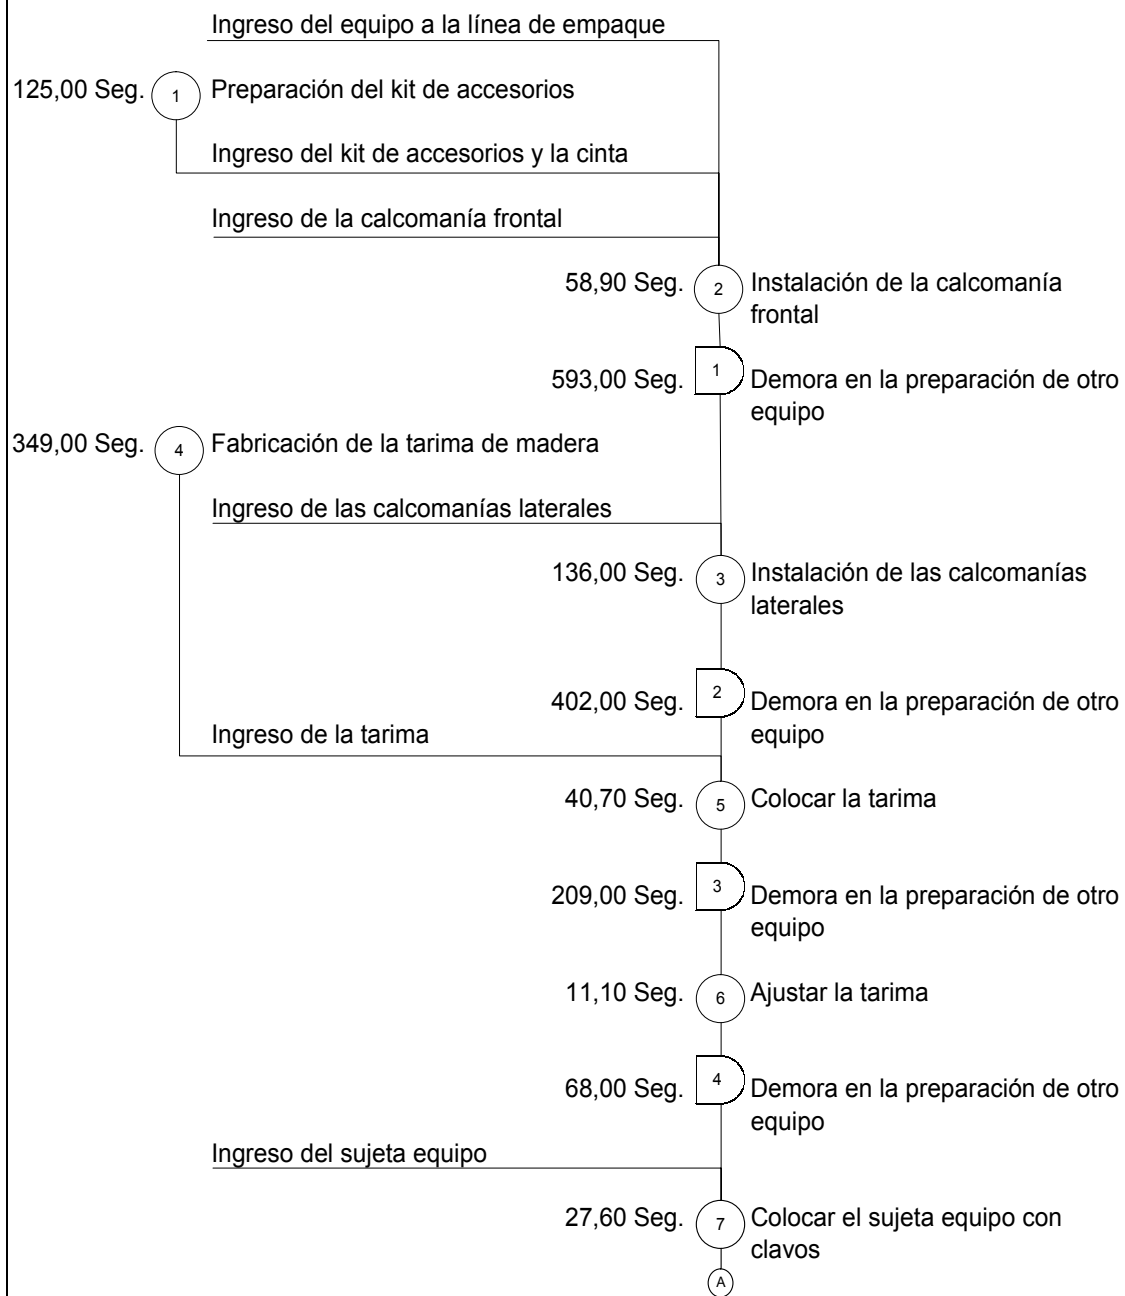 Ingreso del equipo a la línea de empaque
125,00 Seg. 1 Preparación del kit de accesorios
Ingreso del kit de accesorios y la cinta
Ingreso de la calcomanía frontal
58,90 Seg. 2 Instalación de la calcomanía
frontal
593,00 Seg. 1 Demora en la preparación de otro
equipo
349,00 Seg. 4 Fabricación de la tarima de madera
Ingreso de las calcomanías laterales
136,00 Seg. 3 Instalación de las calcomanías
laterales
402,00 Seg. 2 Demora en la preparación de otro
equipo
Ingreso de la tarima
40,70 Seg. 5 Colocar la tarima
209,00 Seg. 3 Demora en la preparación de otro
equipo
11,10 Seg. 6 Ajustar la tarima
68,00 Seg. 4 Demora en la preparación de otro
equipo
Ingreso del sujeta equipo
27,60 Seg. 7 Colocar el sujeta equipo con
clavos
A